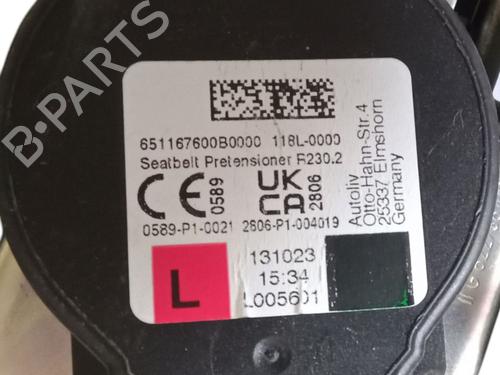 B-PARTS
651167600B0000 118L-0000
Seatbelt Pretensioner R230.2
CE 0589
UK CA 2806
0589-P1-0021 2806-P1-004019
Autoliv
Otto-Hahn-Str.4
25337 Elmshorn
Germany
L
131023
15:34
L005601